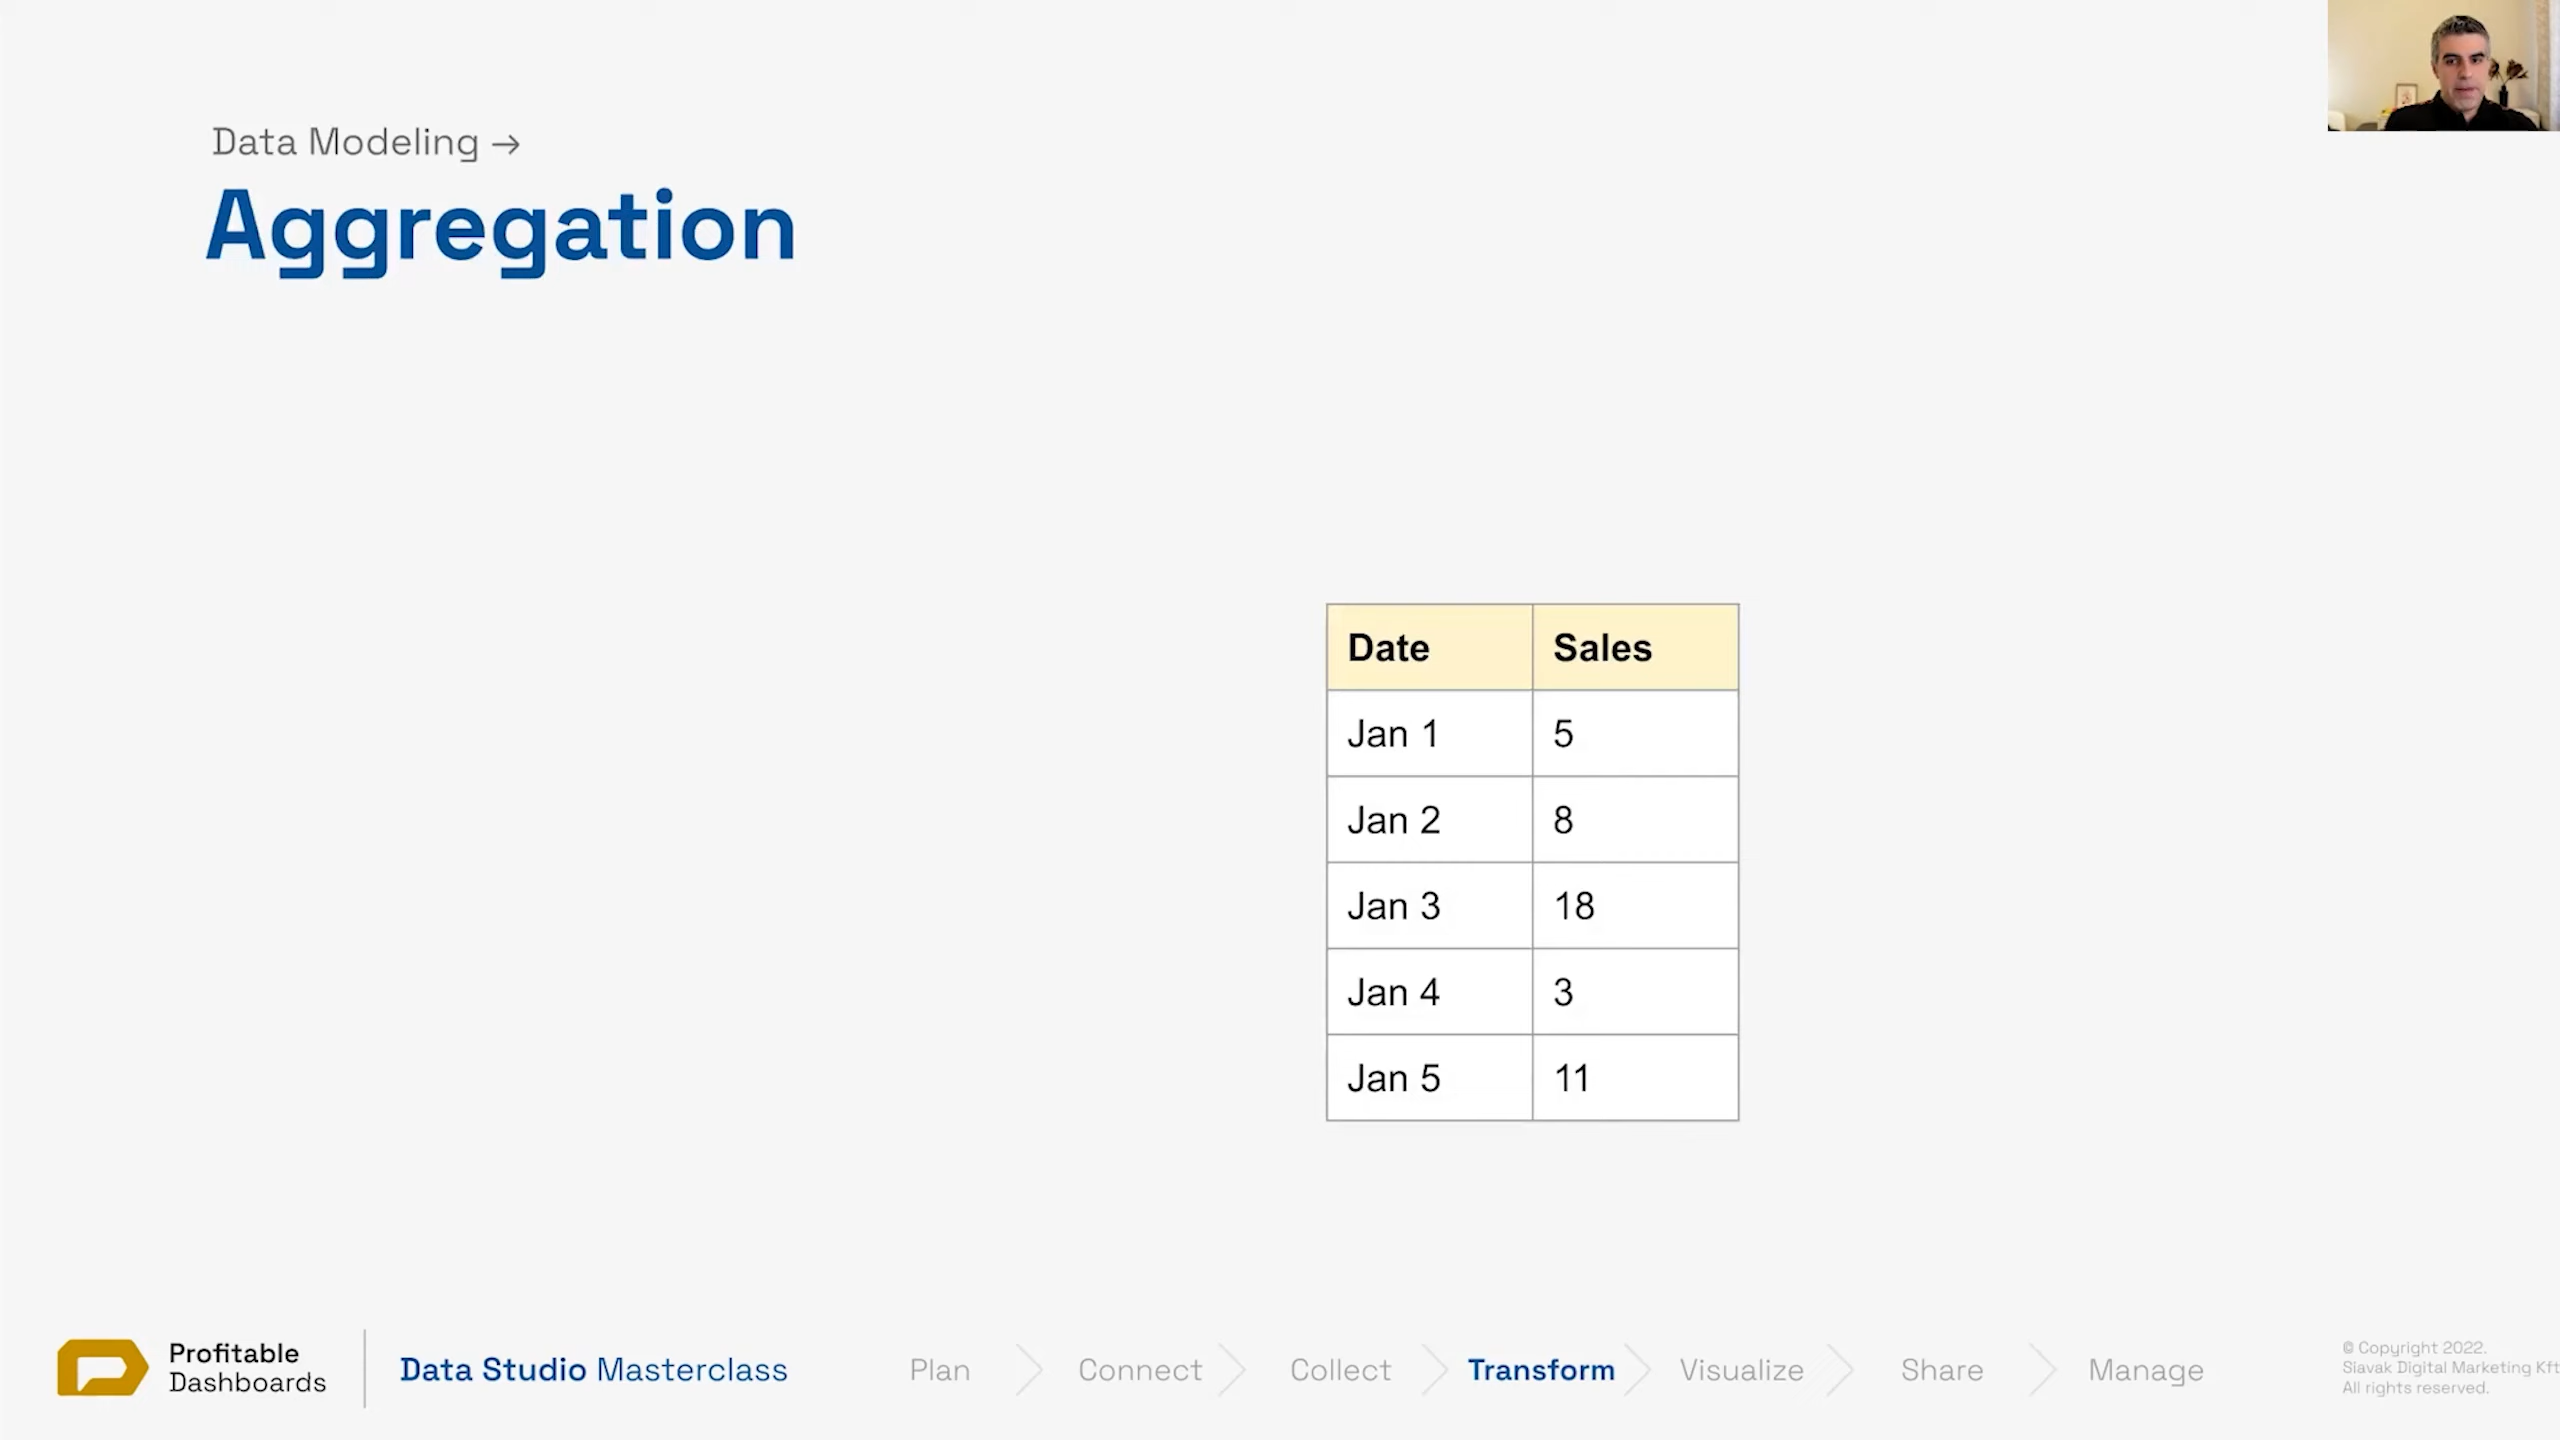 Data Modeling →
Aggregation
Date Sales
Jan 1 5
Jan 2 8
Jan 3 18
Jan 4 3
Jan 5 11
Profitable
Dashboards
Data Studio Masterclass
Plan
Connect
Collect
Transform
Visualize
Share
Manage
© Copyright 2022.
Siavak Digital Marketing Kft
All rights reserved.